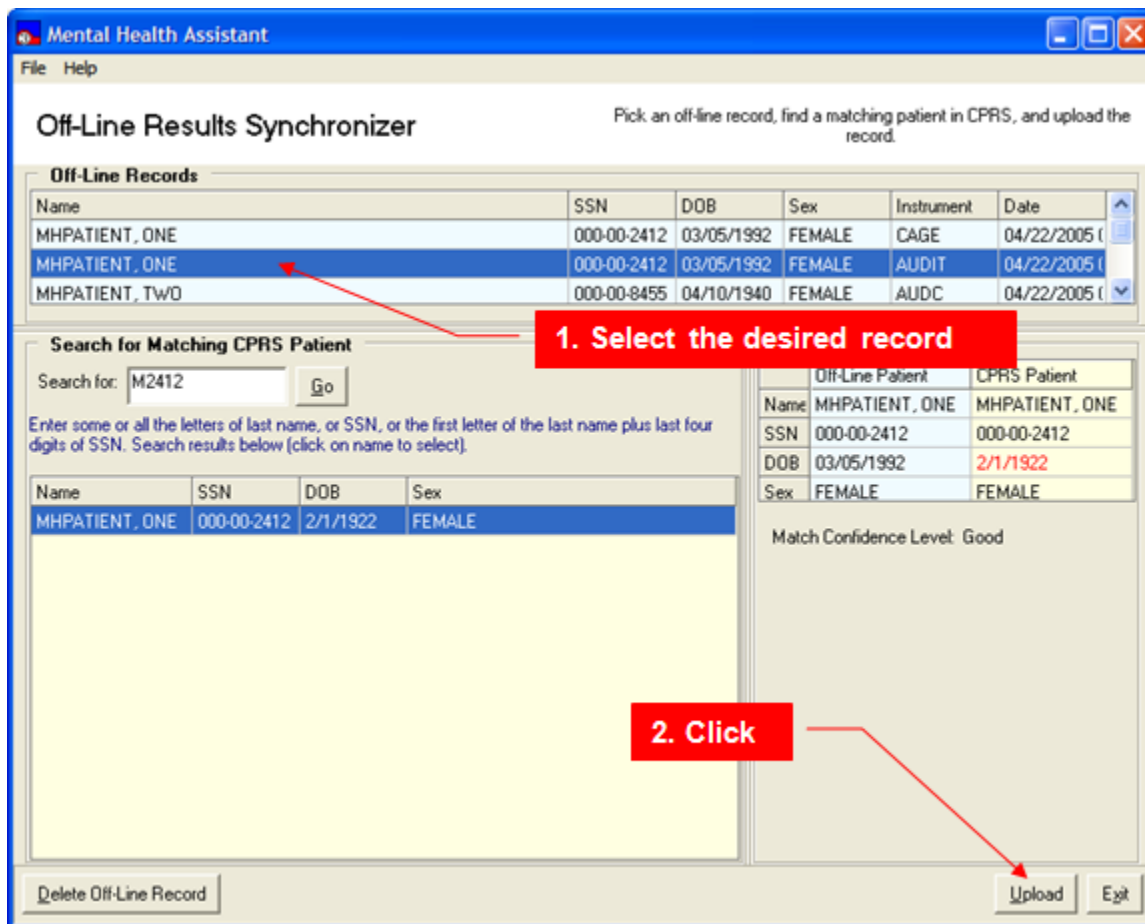 Mental Health Assistant
File Help
Off-Line Results Synchronizer
Pick an off-line record, find a matching patient in CPRS, and upload the
record.
Off-Line Records
Name SSN DOB Sex Instrument Date
MHPATIENT, ONE 000-00-2412 03/05/1992 FEMALE CAGE 04/22/2005 (
MHPATIENT, ONE 000-00-2412 03/05/1992 FEMALE AUDIT 04/22/2005 (
MHPATIENT, TWO 000-00-8455 04/10/1940 FEMALE AUDC 04/22/2005 (
1. Select the desired record
Search for Matching CPRS Patient
Search for: M2412 Go
Enter some or all the letters of last name, or SSN, or the first letter of the last name plus last four
digits of SSN. Search results below (click on name to select).
Name SSN DOB Sex
MHPATIENT, ONE 000-00-2412 2/1/1922 FEMALE
Off-Line Patient CPRS Patient
Name MHPATIENT, ONE MHPATIENT, ONE
SSN 000-00-2412 000-00-2412
DOB 03/05/1992 2/1/1922
Sex FEMALE FEMALE
Match Confidence Level: Good
2. Click
Delete Off-Line Record Upload Exit